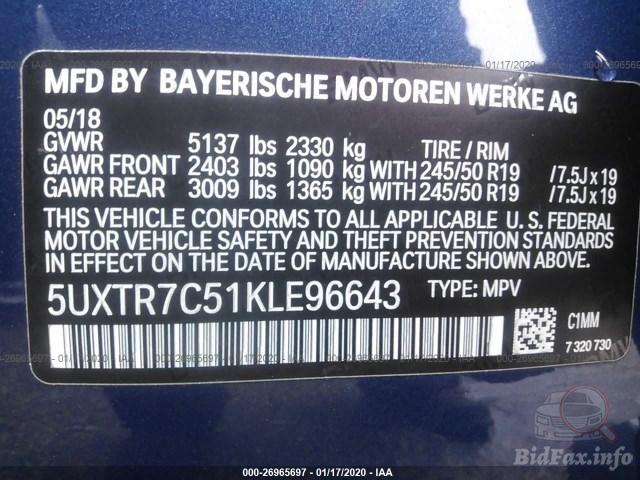 MFD BY BAYERISCHE MOTOREN WERKE AG
05/18
GVWR 5137 lbs 2330 kg TIRE / RIM
GAWR FRONT 2403 lbs 1090 kg WITH 245/50 R19 /7.5J x 19
GAWR REAR 3009 lbs 1365 kg WITH 245/50 R19 /7.5J x 19
THIS VEHICLE CONFORMS TO ALL APPLICABLE U. S. FEDERAL
MOTOR VEHICLE SAFETY AND THEFT PREVENTION STANDARDS
IN EFFECT ON THE DATE OF MANUFACTURE SHOWN ABOVE.
5UXTR7C51KLE96643 TYPE: MPV
C1MM
7 320 730
000-26965697 - 01/17/2020 - IAA
BidFax.info